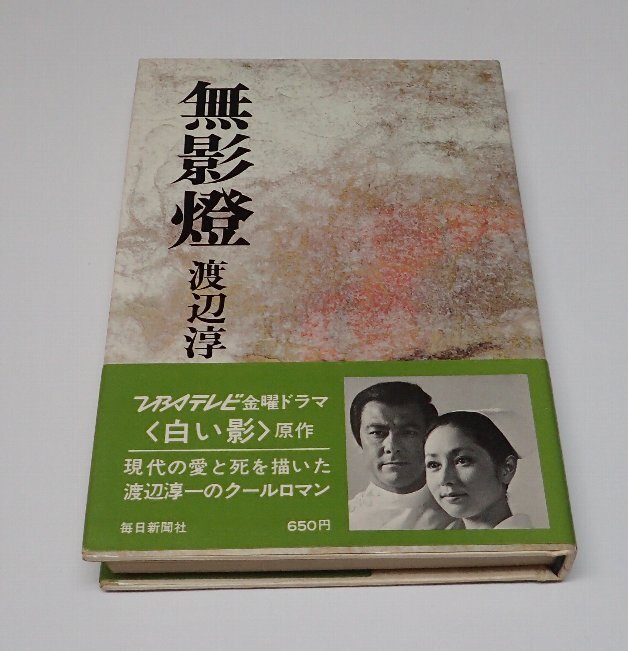 無影燈
渡辺淳
TBSテレビ金曜ドラマ
〈白い影〉原作
現代の愛と死を描いた
渡辺淳一のクールロマン
毎日新聞社 650円